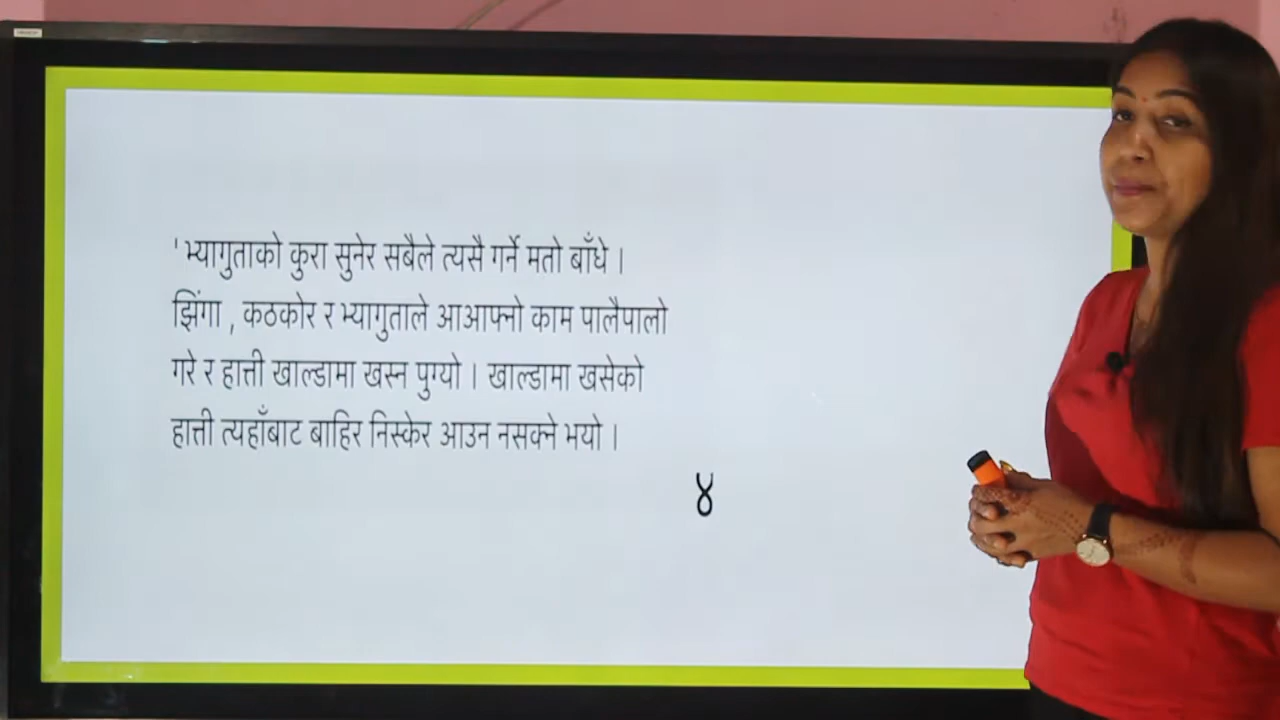 ' भ्यागुताको कुरा सुनेर सबैले त्यसै गर्ने मतो बाँधे ।
झिंगा , कठकोर र भ्यागुताले आआफ्नो काम पालैपालो
गरे र हात्ती खाल्डामा खस्न पुग्यो । खाल्डामा खसेको
हात्ती त्यहाँबाट बाहिर निस्केर आउन नसक्ने भयो ।
४